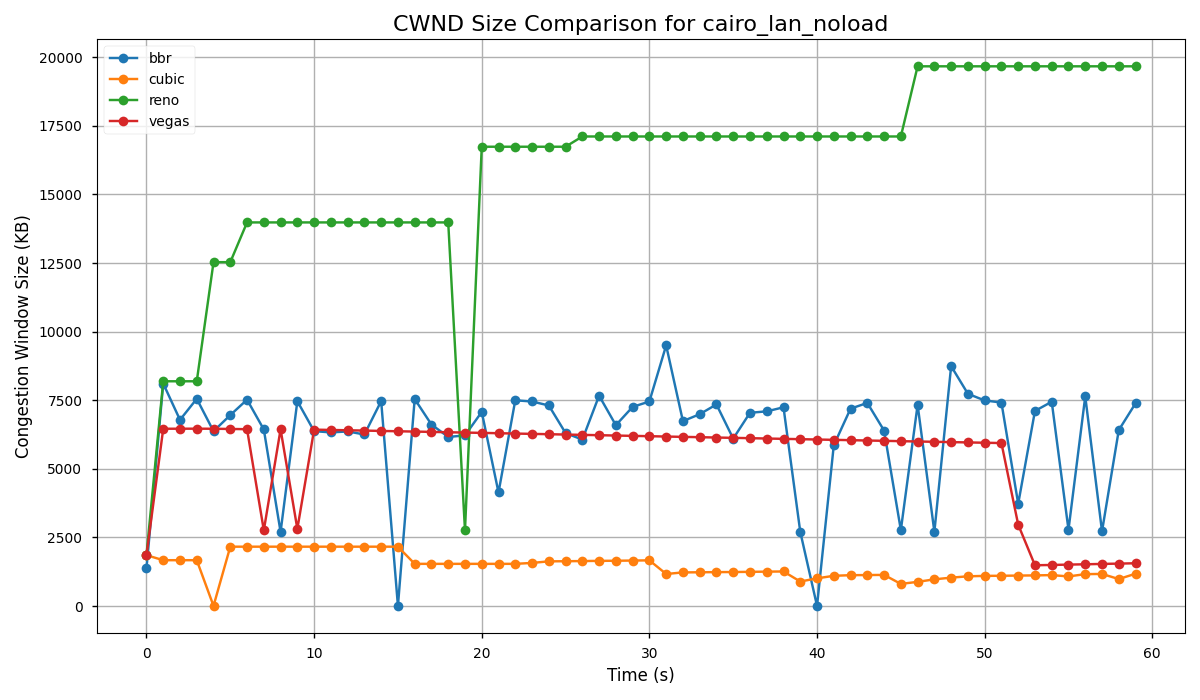 CWND Size Comparison for cairo_lan_noload
bbr
cubic
reno
vegas
Congestion Window Size (KB)
20000
17500
15000
12500
10000
7500
5000
2500
0
0 10 20 30 40 50 60
Time (s)